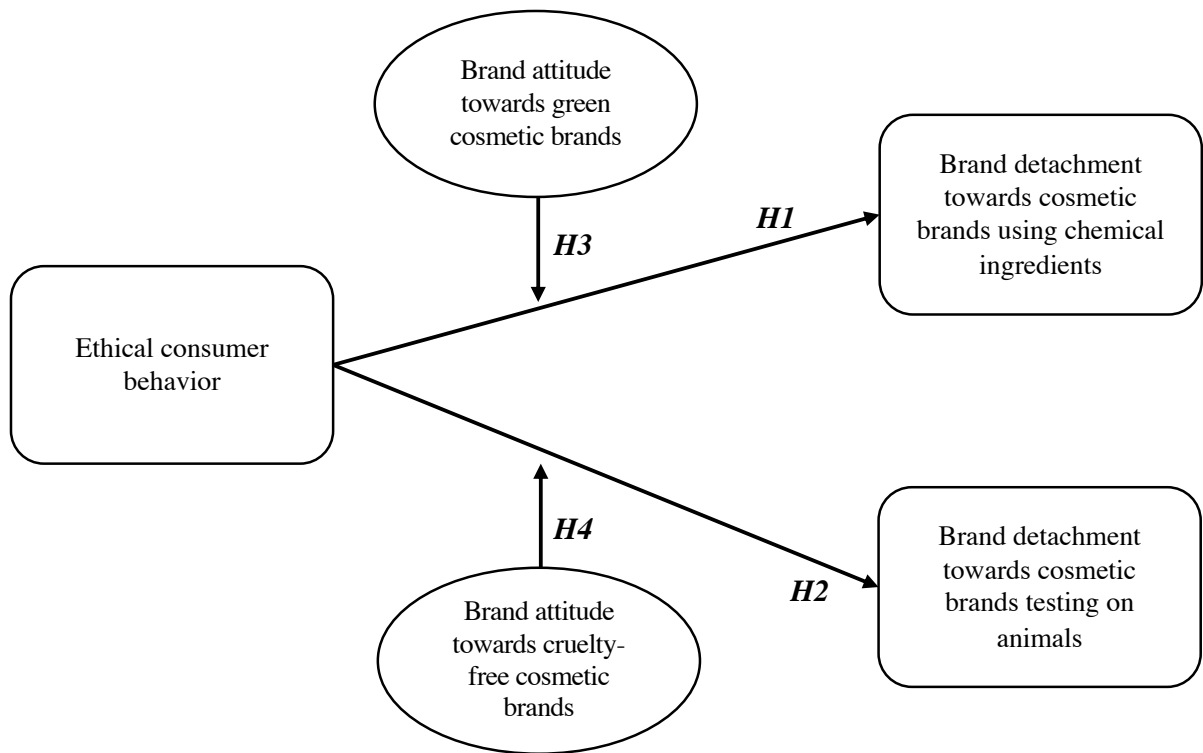 Brand attitude
towards green
cosmetic brands
H3
H1
Brand detachment
towards cosmetic
brands using chemical
ingredients
Ethical consumer
behavior
H4
Brand attitude
towards cruelty-
free cosmetic
brands
H2
Brand detachment
towards cosmetic
brands testing on
animals